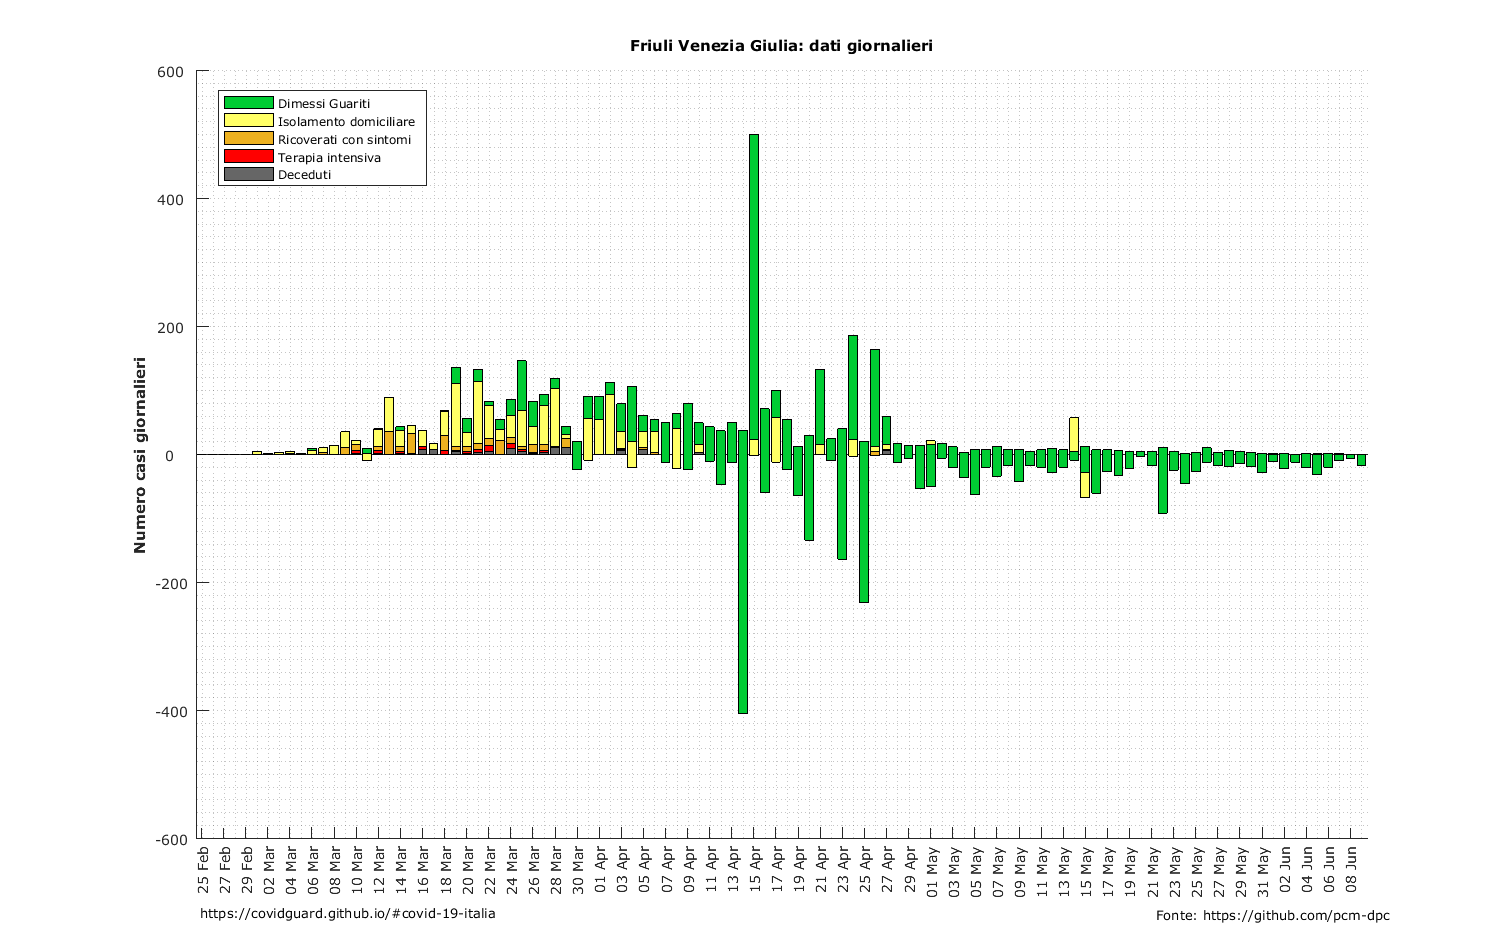 Friuli Venezia Giulia: dati giornalieri
600
400
200
0
-200
-400
-600
Numero casi giornalieri
Dimessi Guariti
Isolamento domiciliare
Ricoverati con sintomi
Terapia intensiva
Deceduti
25 Feb
27 Feb
29 Feb
02 Mar
04 Mar
06 Mar
08 Mar
10 Mar
12 Mar
14 Mar
16 Mar
18 Mar
20 Mar
22 Mar
24 Mar
26 Mar
28 Mar
30 Mar
01 Apr
03 Apr
05 Apr
07 Apr
09 Apr
11 Apr
13 Apr
15 Apr
17 Apr
19 Apr
21 Apr
23 Apr
25 Apr
27 Apr
29 Apr
01 May
03 May
05 May
07 May
09 May
11 May
13 May
15 May
17 May
19 May
21 May
23 May
25 May
27 May
29 May
31 May
02 Jun
04 Jun
06 Jun
08 Jun
https://covidguard.github.io/#covid-19-italia
Fonte: https://github.com/pcm-dpc